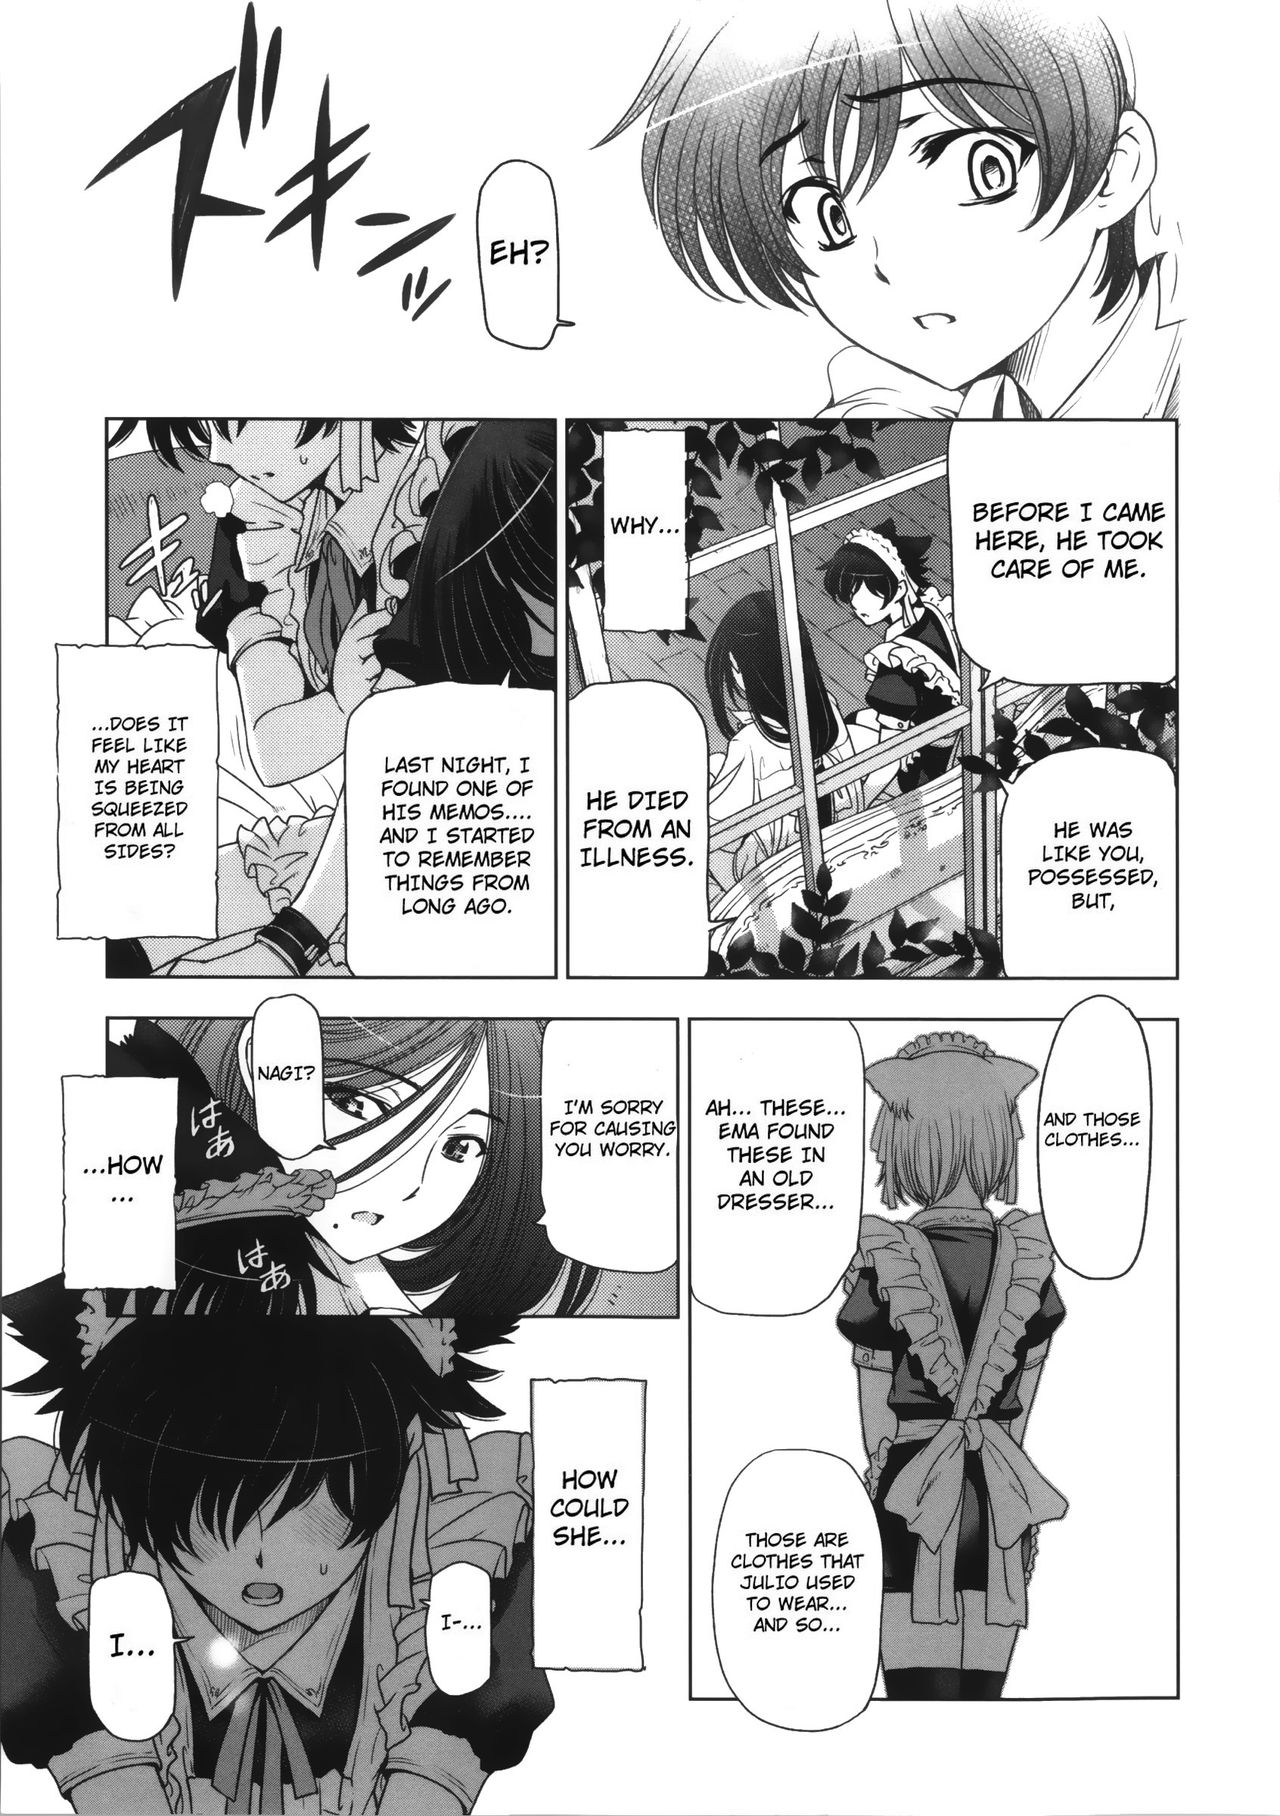 ズキンッ
EH?
BEFORE I CAME
HERE, HE TOOK
CARE OF ME.
HE WAS
LIKE YOU,
POSSESSED,
BUT,
WHY...
HE DIED
FROM AN
ILLNESS.
LAST NIGHT, I
FOUND ONE OF
HIS MEMOS....
AND I STARTED
TO REMEMBER
THINGS FROM
LONG AGO.
...DOES IT
FEEL LIKE
MY HEART
IS BEING
SQUEEZED
FROM ALL
SIDES?
AND THOSE
CLOTHES...
AH... THESE...
EMA FOUND
THESE IN
AN OLD
DRESSER...
THOSE ARE
CLOTHES THAT
JULIO USED
TO WEAR...
AND SO...
I'M SORRY
FOR CAUSING
YOU WORRY.
NAGI?
はぁ
はぁ
...HOW
...
HOW
COULD
SHE...
I-...
I...